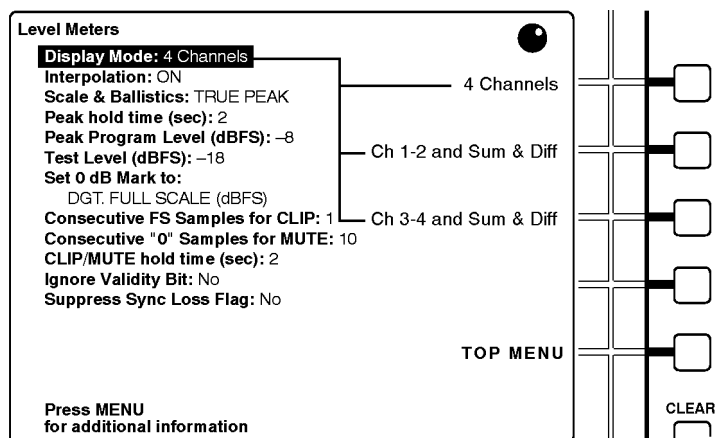 Level Meters
Display Mode: 4 Channels
Interpolation: ON
Scale & Ballistics: TRUE PEAK
Peak hold time (sec): 2
Peak Program Level (dBFS): –8
Test Level (dBFS): –18
Set 0 dB Mark to:
DGT. FULL SCALE (dBFS)
Consecutive FS Samples for CLIP: 1
Consecutive "0" Samples for MUTE: 10
CLIP/MUTE hold time (sec): 2
Ignore Validity Bit: No
Suppress Sync Loss Flag: No
4 Channels
Ch 1-2 and Sum & Diff
Ch 3-4 and Sum & Diff
TOP MENU
Press MENU
for additional information
CLEAR